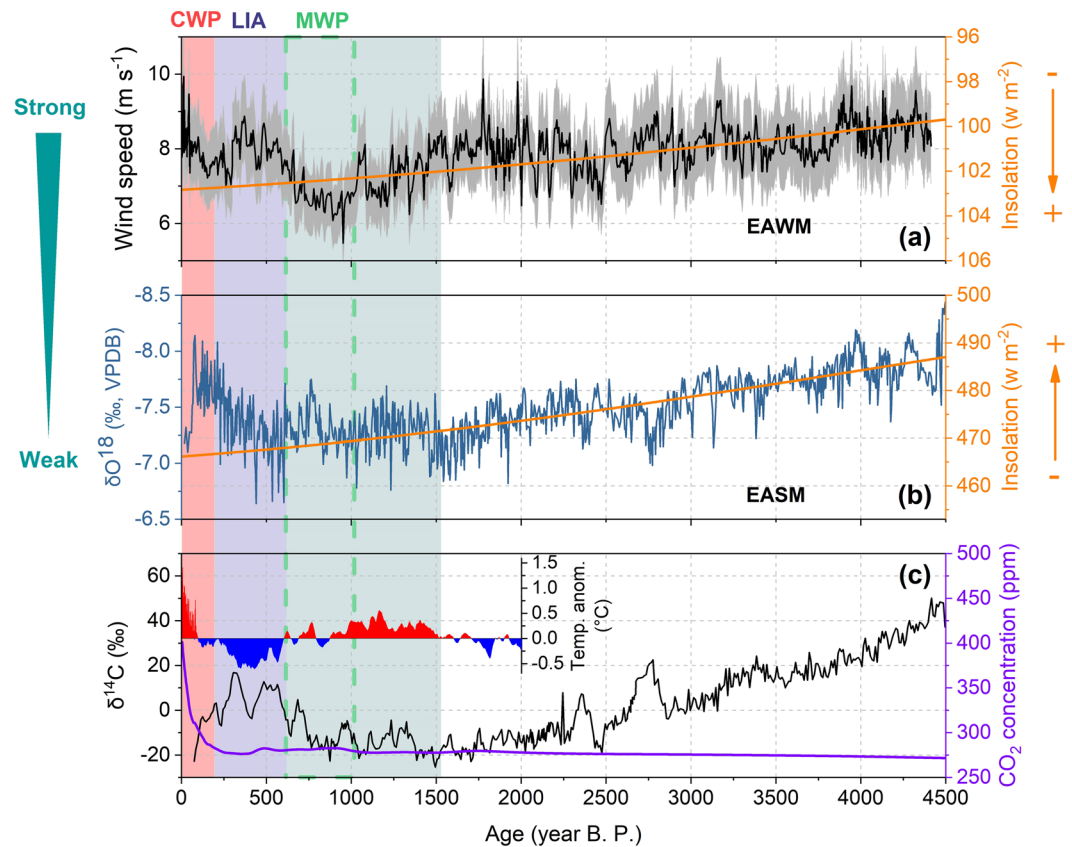 CWP LIA MWP
Strong
Weak
Wind speed (m s⁻¹)
10
8
6
96
98
100
102
104
106
Insolation (w m⁻²)
-
+
EAWM
(a)
δO¹⁸ (‰, VPDB)
-8.5
-8.0
-7.5
-7.0
-6.5
500
490
480
470
460
Insolation (w m⁻²)
+
-
EASM
(b)
δ¹⁴C (‰)
60
40
20
0
-20
1.5
1.0
0.5
0.0
-0.5
Temp. anom.
(°C)
(c)
500
450
400
350
300
250
CO₂ concentration (ppm)
0 500 1000 1500 2000 2500 3000 3500 4000 4500
Age (year B. P.)